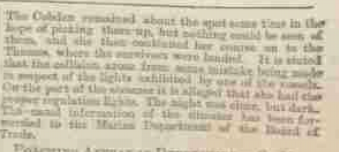 The Cobden remained about the spot some time in the
hope of picking them up, but nothing could be seen of
them, and she then continued her course on to the
Thames, where the survivors were landed. It is stated
that the collision arose from some mistake being made
in respect of the lights exhibited by one of the vessels.
On the part of the steamer it is alleged that she had the
proper regulation lights. The night was clear, but dark.
information of the disaster has been for-
warded to the Marine Department of the Board of
Trade.